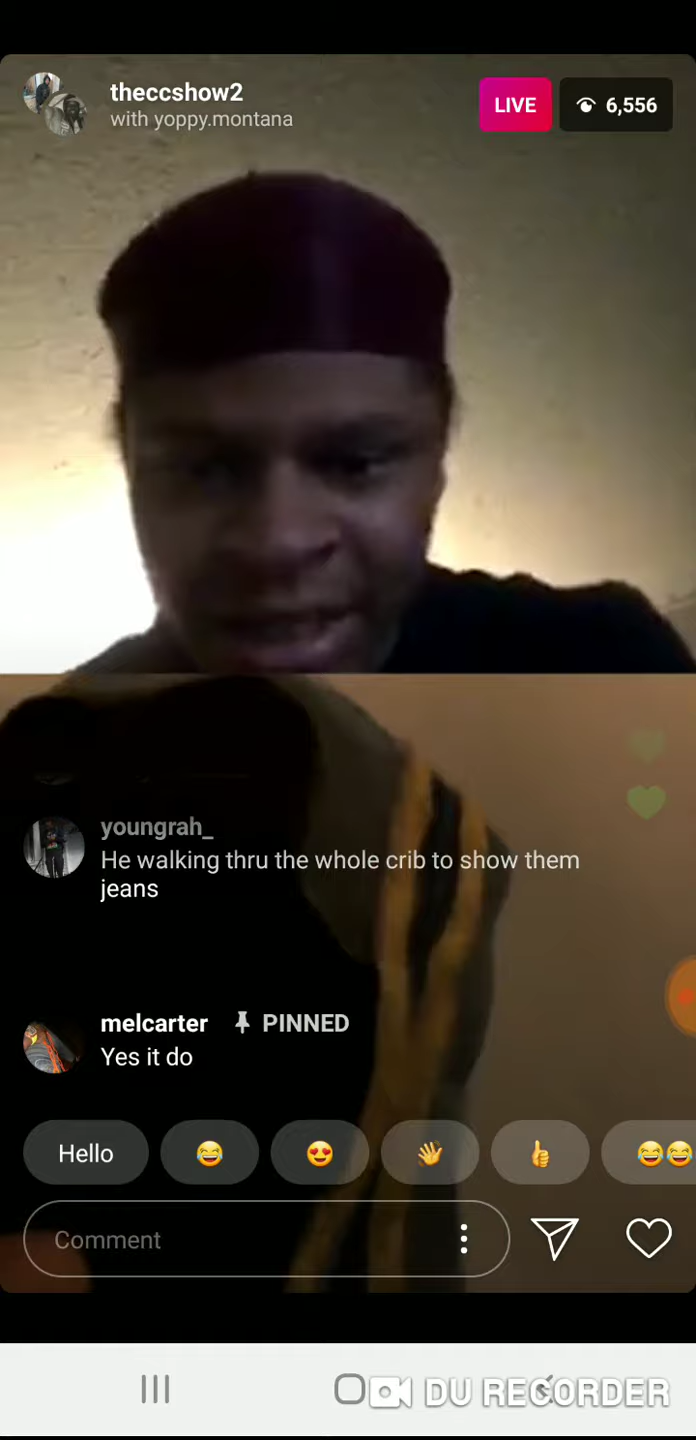 theccshow2
with yoppy.montana
LIVE
6,556
youngrah_
He walking thru the whole crib to show them
jeans
melcarter PINNED
Yes it do
Hello
Comment
DU RECORDER